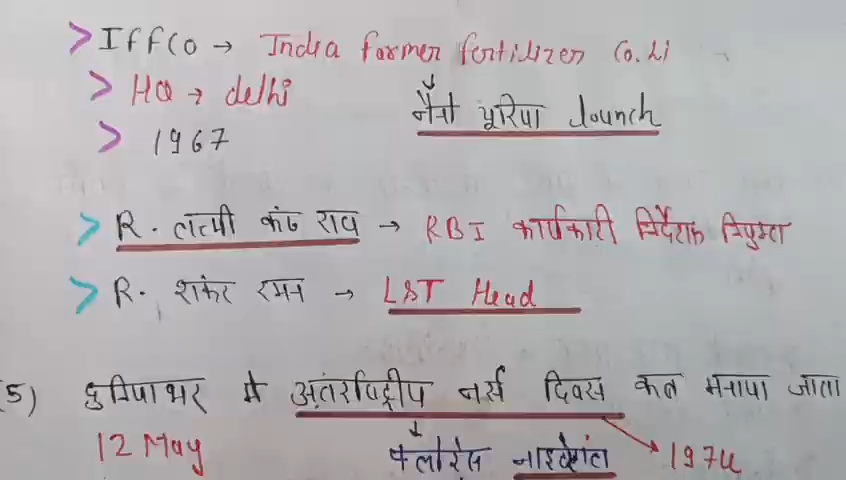 > Iffco → India farmer fertilizer Co. Li
> HQ → delhi
↓
नैनो यूरिया launch
> 1967
> R. लक्ष्मी कांत राव → RBI कार्यकारी निर्देशक नियुक्त
> R. शंकर रमन → L&T Head
(5) दुनियाभर में अंतरराष्ट्रीय नर्स दिवस कब मनाया जाता
12 May
↓
फ्लोरेंस नाइटेंगल → 1974